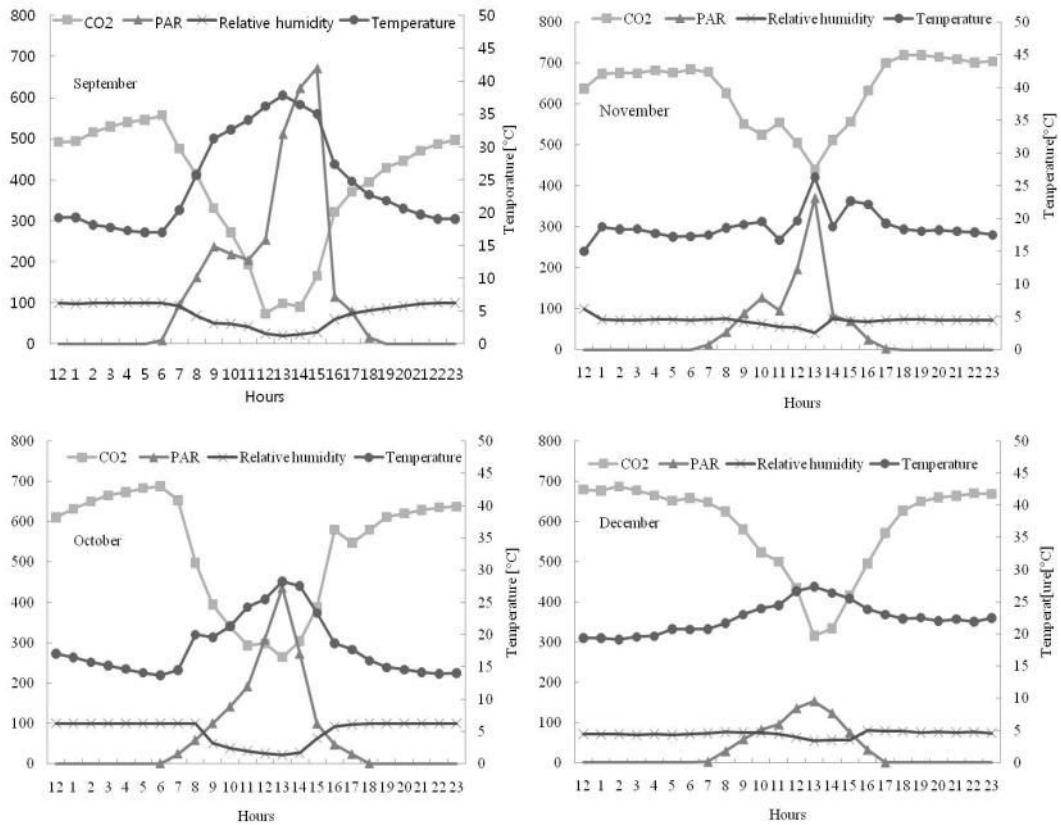 CO2 PAR Relative humidity Temperature
September
800 700 600 500 400 300 200 100 0
50 45 40 35 30 25 20 15 10 5 0
Temporature[°C]
12 1 2 3 4 5 6 7 8 9 10 11 12 13 14 15 16 17 18 19 20 21 22 23
Hours
CO2 PAR Relative humidity Temperature
November
800 700 600 500 400 300 200 100 0
50 45 40 35 30 25 20 15 10 5 0
Temperature[°C]
12 1 2 3 4 5 6 7 8 9 10 11 12 13 14 15 16 17 18 19 20 21 22 23
Hours
CO2 PAR Relative humidity Temperature
October
800 700 600 500 400 300 200 100 0
50 45 40 35 30 25 20 15 10 5 0
Temperature [°C]
12 1 2 3 4 5 6 7 8 9 10 11 12 13 14 15 16 17 18 19 20 21 22 23
Hours
CO2 PAR Relative humidity Temperature
December
800 700 600 500 400 300 200 100 0
50 45 40 35 30 25 20 15 10 5 0
Temperat[ure[°C]
12 1 2 3 4 5 6 7 8 9 10 11 12 13 14 15 16 17 18 19 20 21 22 23
Hours